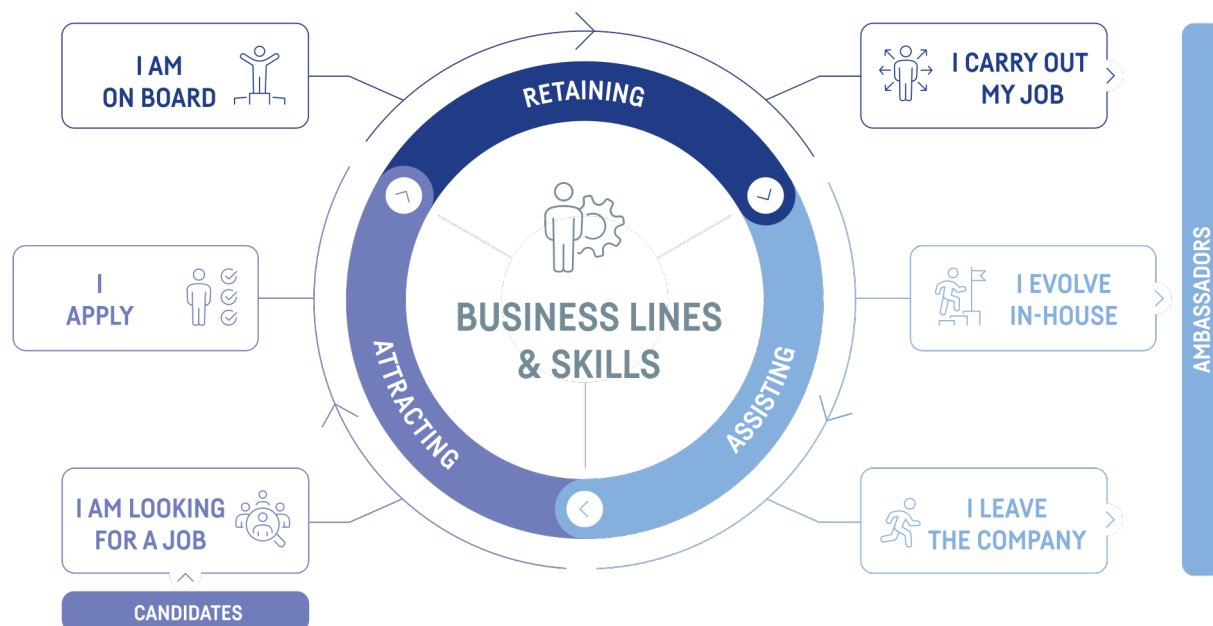 I AM
ON BOARD
RETAINING
I CARRY OUT
MY JOB
I
APPLY
BUSINESS LINES
& SKILLS
I EVOLVE
IN-HOUSE
AMBASSADORS
ATTRACTING
ASSISTING
I AM LOOKING
FOR A JOB
I LEAVE
THE COMPANY
CANDIDATES